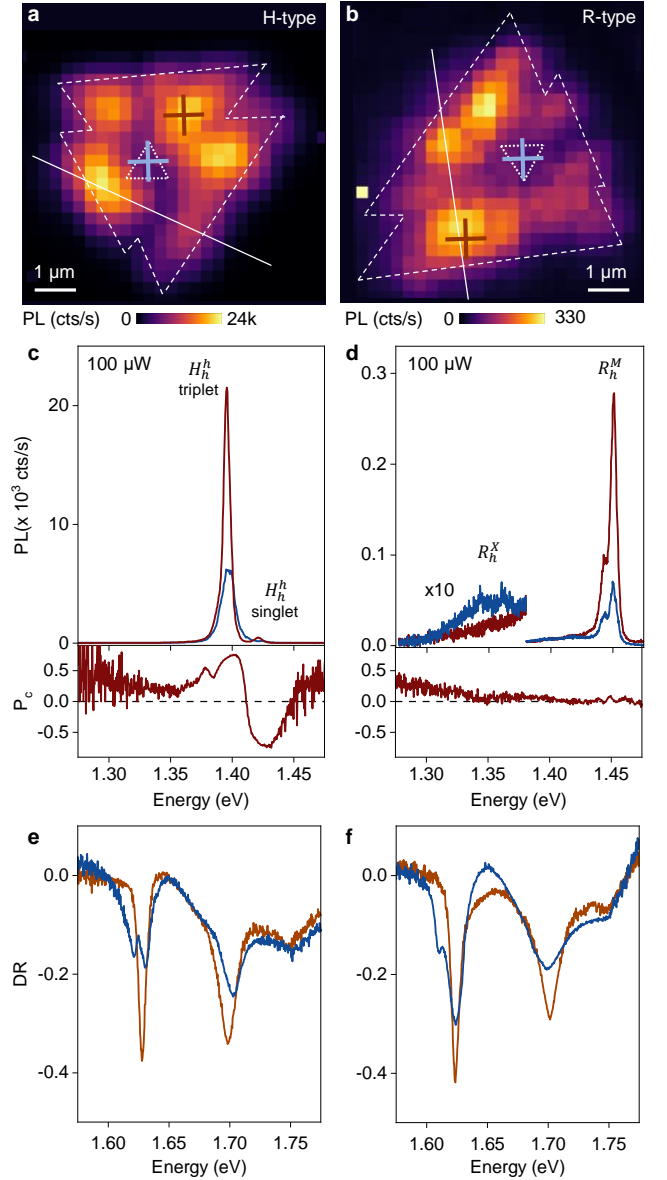 a H-type
b R-type
1 µm
1 µm
PL (cts/s) 0 24k
PL (cts/s) 0 330
c 100 µW
H_h^h
triplet
H_h^h
singlet
20
10
0
PL(x 10³ cts/s)
0.5
0.0
-0.5
P_c
1.30 1.35 1.40 1.45
Energy (eV)
d 100 µW
R_h^M
R_h^X
x10
0.3
0.2
0.1
0.0
0.5
0.0
-0.5
1.30 1.35 1.40 1.45
Energy (eV)
e
0.0
-0.2
-0.4
DR
1.60 1.65 1.70 1.75
Energy (eV)
f
0.0
-0.2
-0.4
1.60 1.65 1.70 1.75
Energy (eV)